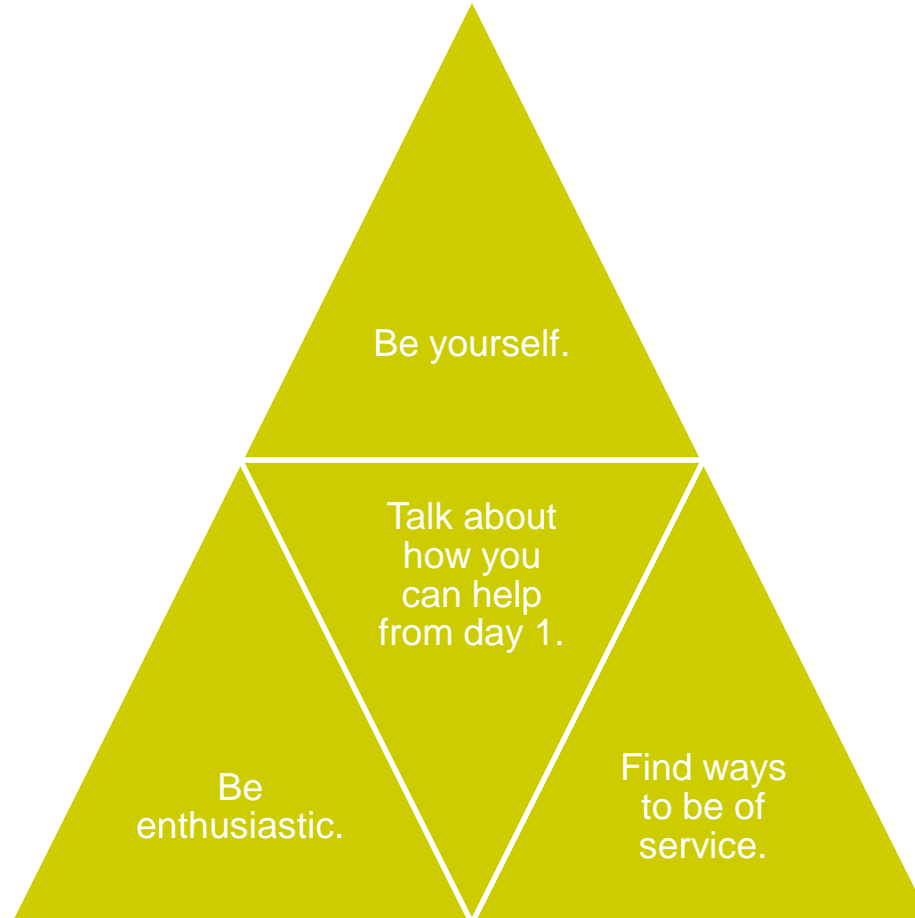 Be yourself.
Talk about
how you
can help
from day 1.
Be
enthusiastic.
Find ways
to be of
service.